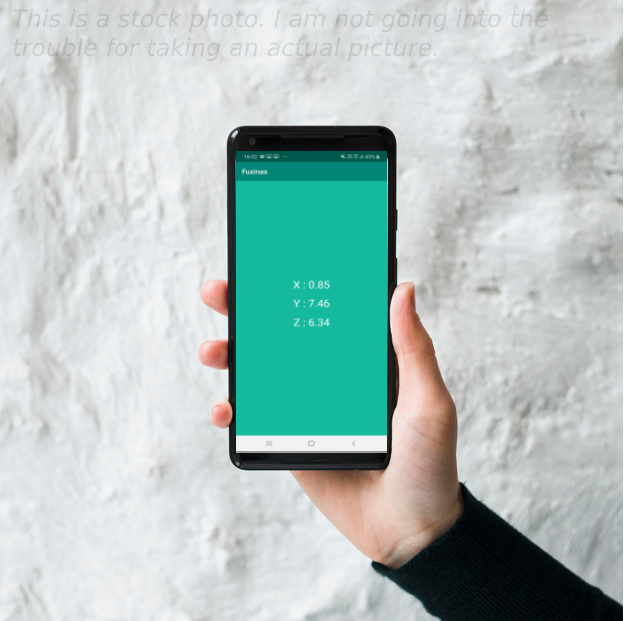 This is a stock photo. I am not going into the
trouble for taking an actual picture.
16:02
40%
Fuxinas
X : 0.85
Y : 7.46
Z : 6.34